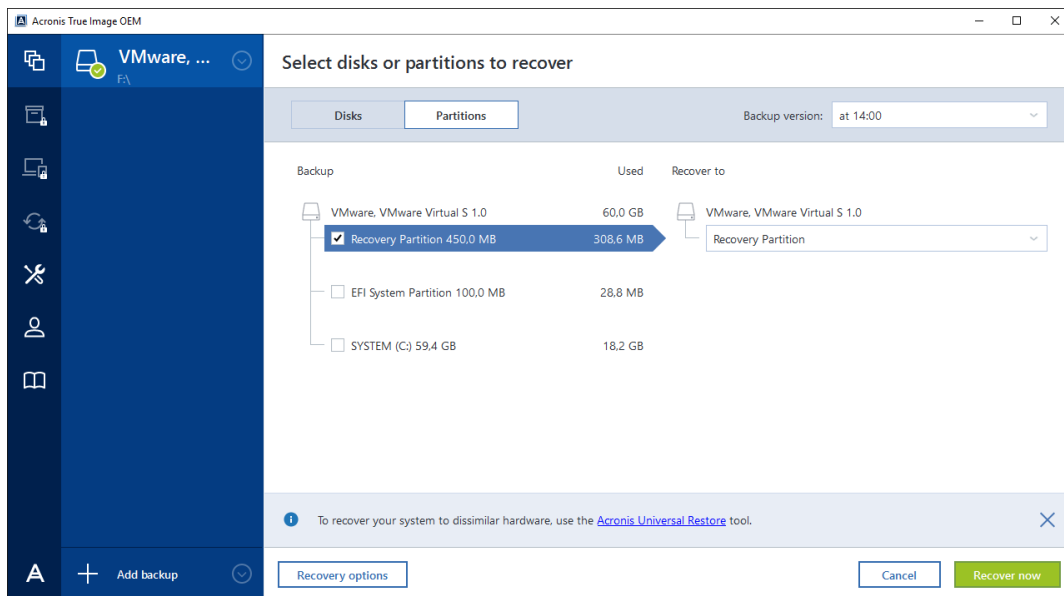 Acronis True Image OEM
VMware, ...
F:\
Select disks or partitions to recover
Disks
Partitions
Backup version:
at 14:00
Backup
Used
Recover to
VMware, VMware Virtual S 1.0
60,0 GB
VMware, VMware Virtual S 1.0
Recovery Partition 450,0 MB
308,6 MB
Recovery Partition
EFI System Partition 100,0 MB
28,8 MB
SYSTEM (C:) 59,4 GB
18,2 GB
To recover your system to dissimilar hardware, use the Acronis Universal Restore tool.
Add backup
Recovery options
Cancel
Recover now